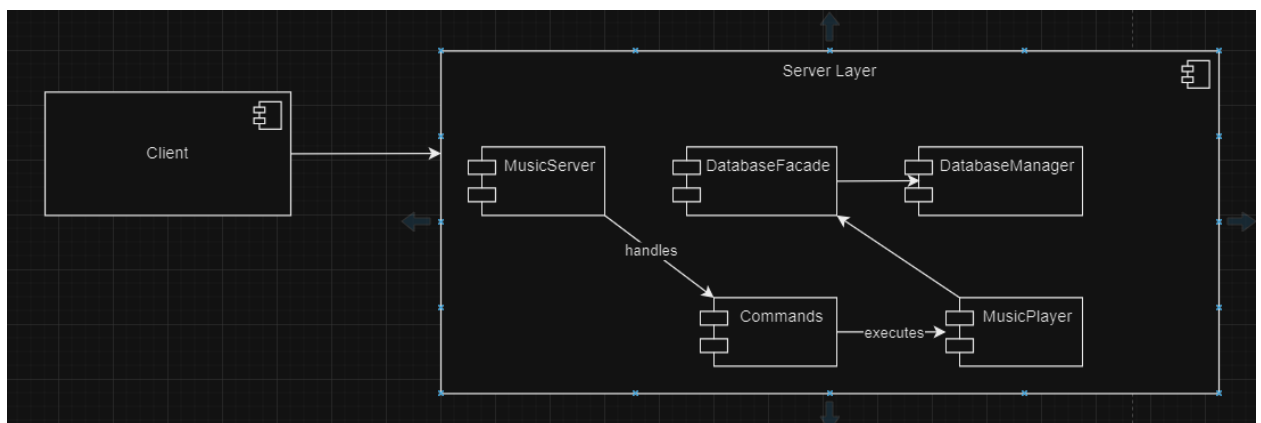 Server Layer
Client
MusicServer
DatabaseFacade
DatabaseManager
handles
Commands
executes
MusicPlayer